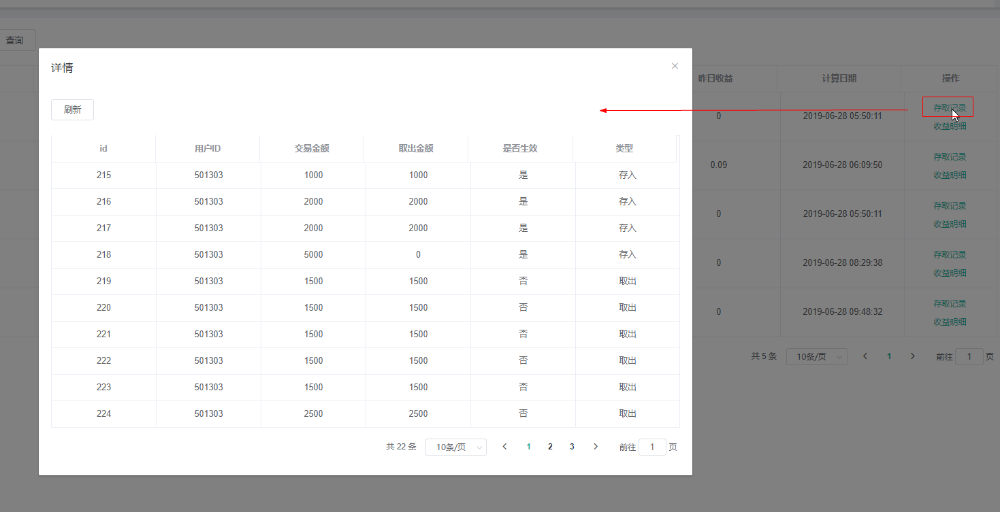 查询
详情
刷新
id 用户ID 交易金额 取出金额 是否生效 类型
215 501303 1000 1000 是 存入
216 501303 2000 2000 是 存入
217 501303 2000 2000 是 存入
218 501303 5000 0 是 存入
219 501303 1500 1500 否 取出
220 501303 1500 1500 否 取出
221 501303 1500 1500 否 取出
222 501303 1500 1500 否 取出
223 501303 1500 1500 否 取出
224 501303 2500 2500 否 取出
共 22 条 10条/页 1 2 3 前往 1 页
昨日收益 计算日期 操作
0 2019-06-28 05:50:11 存取记录
收益明细
0.09 2019-06-28 06:09:50 存取记录
收益明细
0 2019-06-28 05:50:11 存取记录
收益明细
0 2019-06-28 08:29:38 存取记录
收益明细
0 2019-06-28 09:48:32 存取记录
收益明细
共 5 条 10条/页 1 前往 1 页